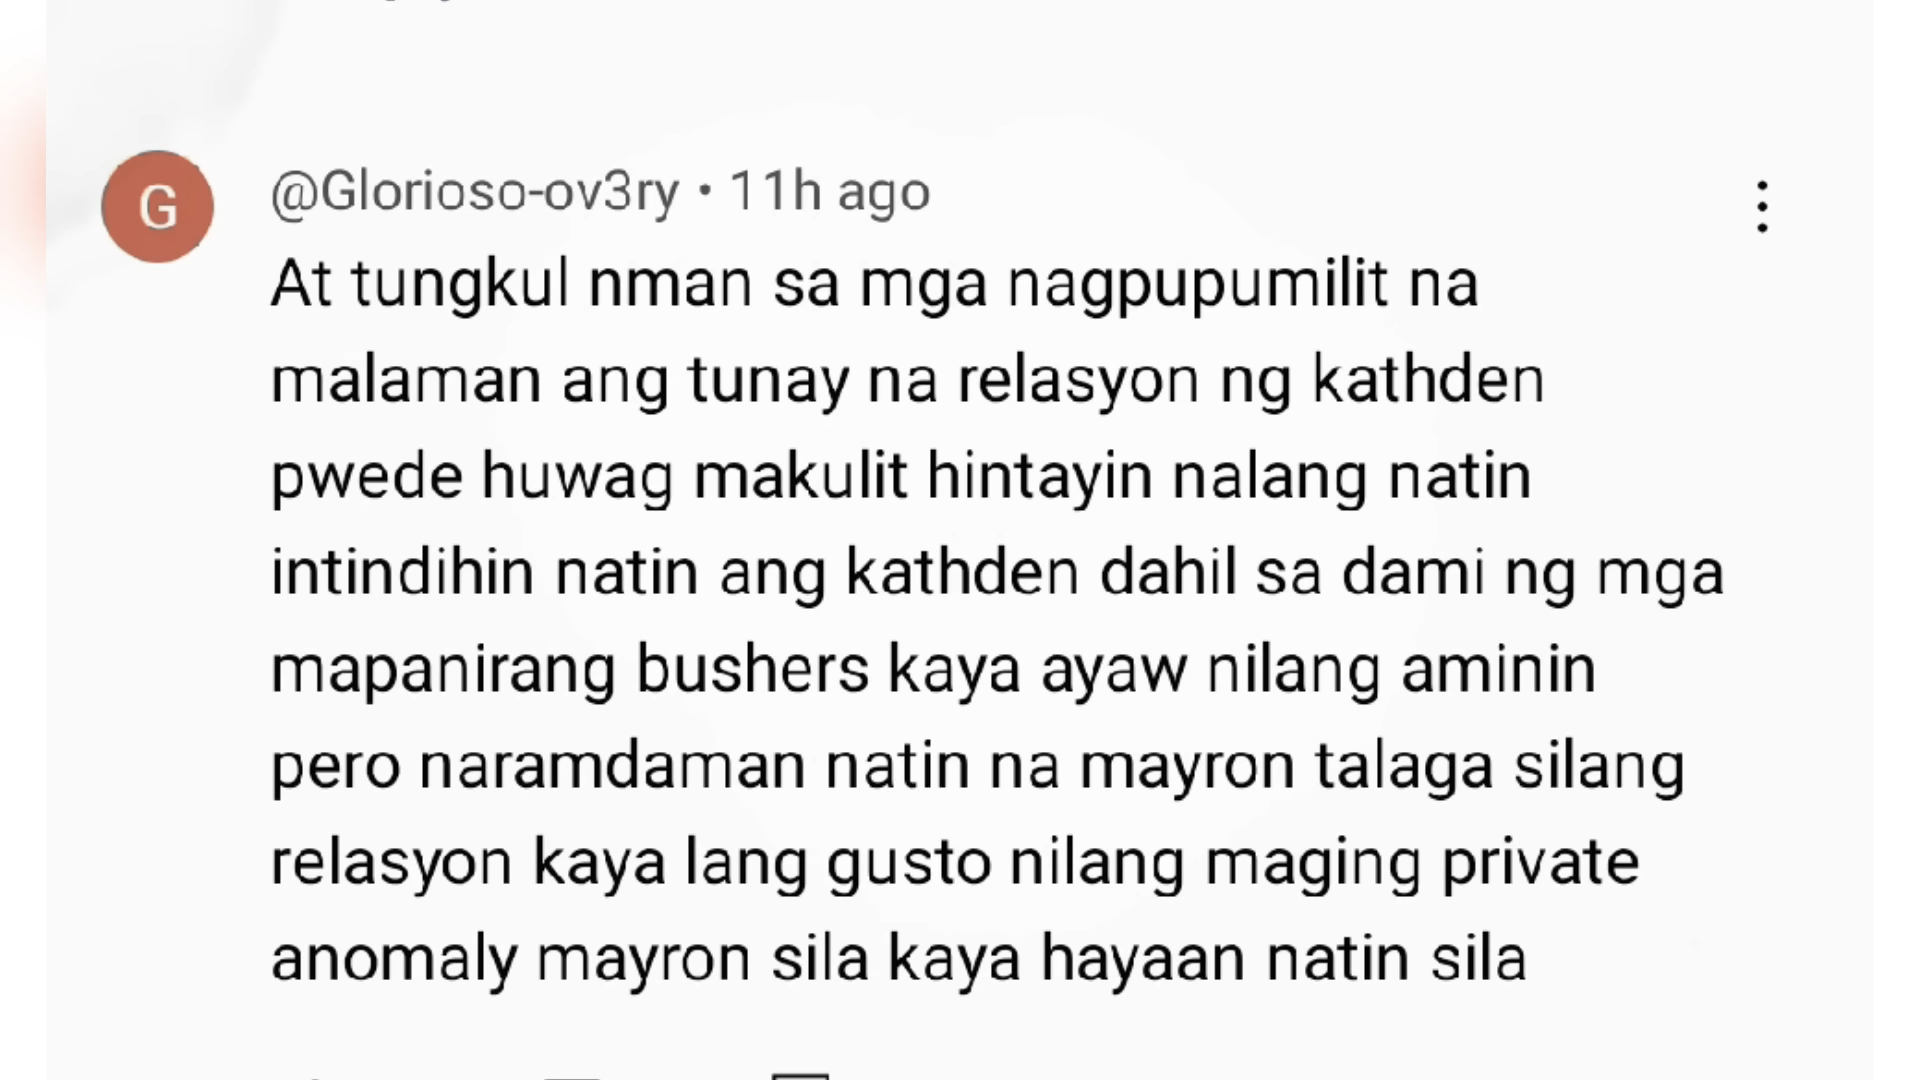 G
@Glorioso-ov3ry • 11h ago
At tungkul nman sa mga nagpupumilit na
malaman ang tunay na relasyon ng kathden
pwede huwag makulit hintayin nalang natin
intindihin natin ang kathden dahil sa dami ng mga
mapanirang bushers kaya ayaw nilang aminin
pero naramdaman natin na mayron talaga silang
relasyon kaya lang gusto nilang maging private
anomaly mayron sila kaya hayaan natin sila